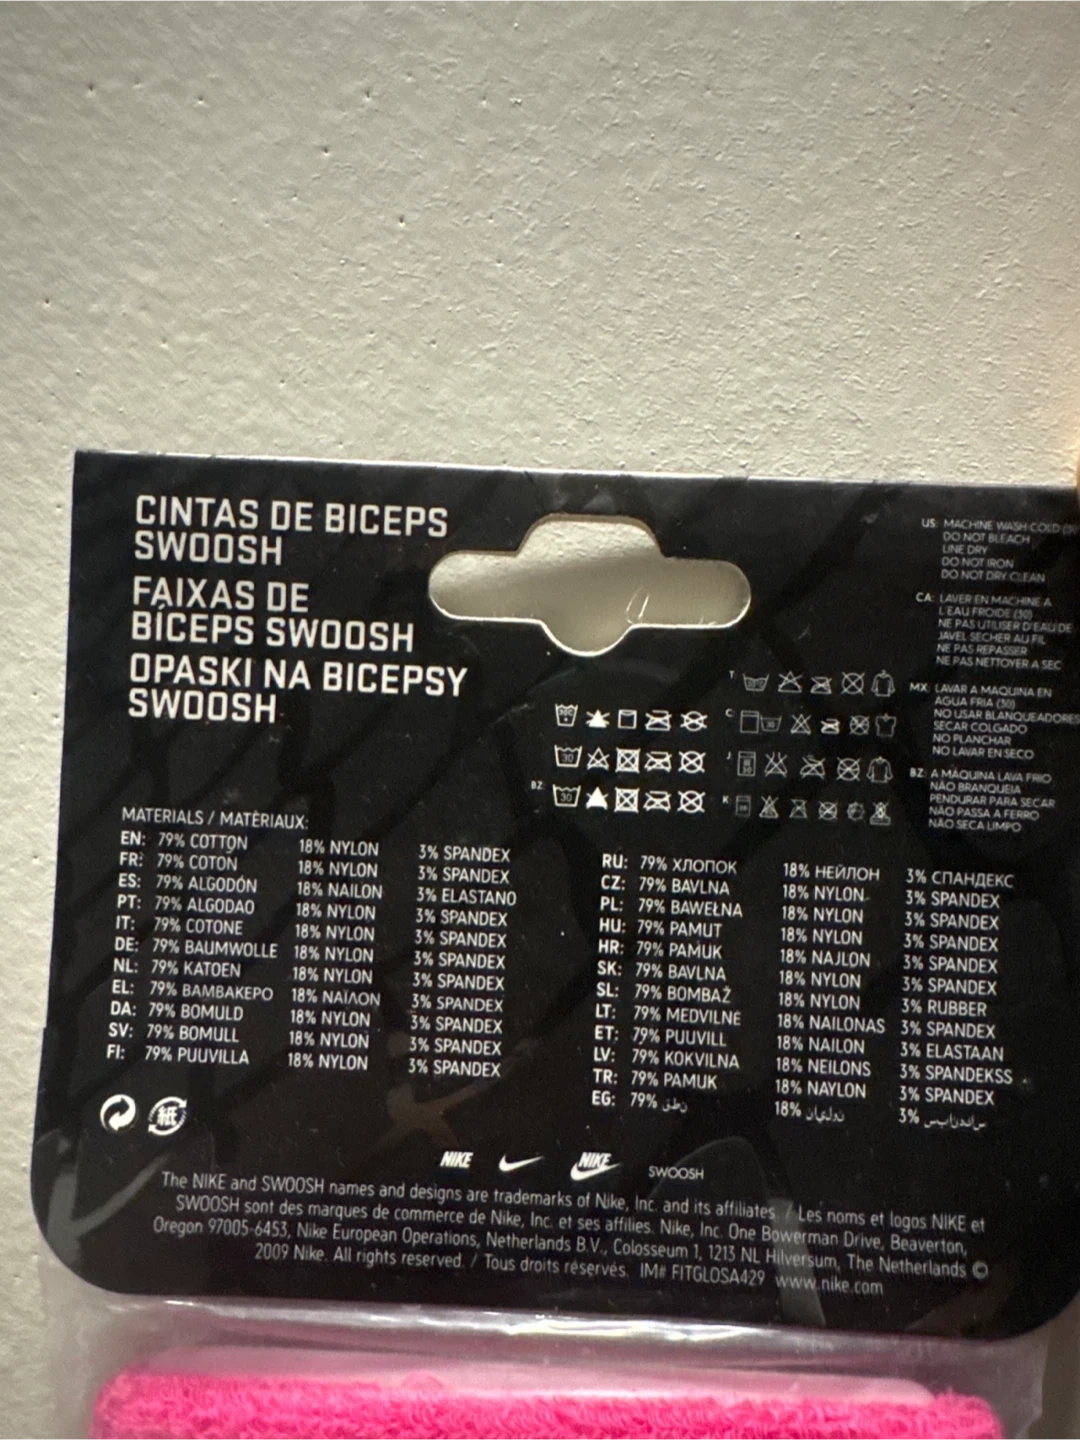 CINTAS DE BICEPS
SWOOSH
FAIXAS DE
BÍCEPS SWOOSH
OPASKI NA BICEPSY
SWOOSH
US: MACHINE WASH COLD (30
DO NOT BLEACH
LINE DRY
DO NOT IRON
DO NOT DRY CLEAN
CA: LAVER EN MACHINE A
L'EAU FROIDE (30)
NE PAS UTILISER D'EAU DE
JAVEL SECHER AU FIL
NE PAS REPASSER
NE PAS NETTOYER A SEC
MX: LAVAR A MAQUINA EN
AGUA FRIA (30)
NO USAR BLANQUEADORES
SECAR COLGADO
NO PLANCHAR
NO LAVAR EN SECO
BZ: A MÁQUINA LAVA FRIO
NÃO BRANQUEIA
PENDURAR PARA SECAR
NÃO PASSA A FERRO
NÃO SECA LIMPO
T
C
30
J
30
BZ
30
K
MATERIALS / MATÉRIAUX:
EN: 79% COTTON 18% NYLON 3% SPANDEX
FR: 79% COTON 18% NYLON 3% SPANDEX
ES: 79% ALGODÓN 18% NAILON 3% ELASTANO
PT: 79% ALGODAO 18% NYLON 3% SPANDEX
IT: 79% COTONE 18% NYLON 3% SPANDEX
DE: 79% BAUMWOLLE 18% NYLON 3% SPANDEX
NL: 79% KATOEN 18% NYLON 3% SPANDEX
EL: 79% ΒΑΜΒΑΚΕΡΟ 18% ΝΑΪΛΟΝ 3% SPANDEX
DA: 79% BOMULD 18% NYLON 3% SPANDEX
SV: 79% BOMULL 18% NYLON 3% SPANDEX
FI: 79% PUUVILLA 18% NYLON 3% SPANDEX
RU: 79% ХЛОПОК 18% НЕЙЛОН 3% СПАНДЕКС
CZ: 79% BAVLNA 18% NYLON 3% SPANDEX
PL: 79% BAWEŁNA 18% NYLON 3% SPANDEX
HU: 79% PAMUT 18% NYLON 3% SPANDEX
HR: 79% PAMUK 18% NAJLON 3% SPANDEX
SK: 79% BAVLNA 18% NYLON 3% SPANDEX
SL: 79% BOMBAŽ 18% NYLON 3% RUBBER
LT: 79% MEDVILNĖ 18% NAILONAS 3% SPANDEX
ET: 79% PUUVILL 18% NAILON 3% ELASTAAN
LV: 79% KOKVILNA 18% NEILONS 3% SPANDEKSS
TR: 79% PAMUK 18% NAYLON 3% SPANDEX
EG: 79% قطن 18% نايلون 3% سباندكس
紙
NIKE NIKE SWOOSH
The NIKE and SWOOSH names and designs are trademarks of Nike, Inc. and its affiliates / Les noms et logos NIKE et
SWOOSH sont des marques de commerce de Nike, Inc. et ses affilies. Nike, Inc. One Bowerman Drive, Beaverton,
Oregon 97005-6453, Nike European Operations, Netherlands B.V., Colosseum 1, 1213 NL Hilversum, The Netherlands ©
2009 Nike. All rights reserved. / Tous droits réservés. IM# FITGLOSA429 www.nike.com